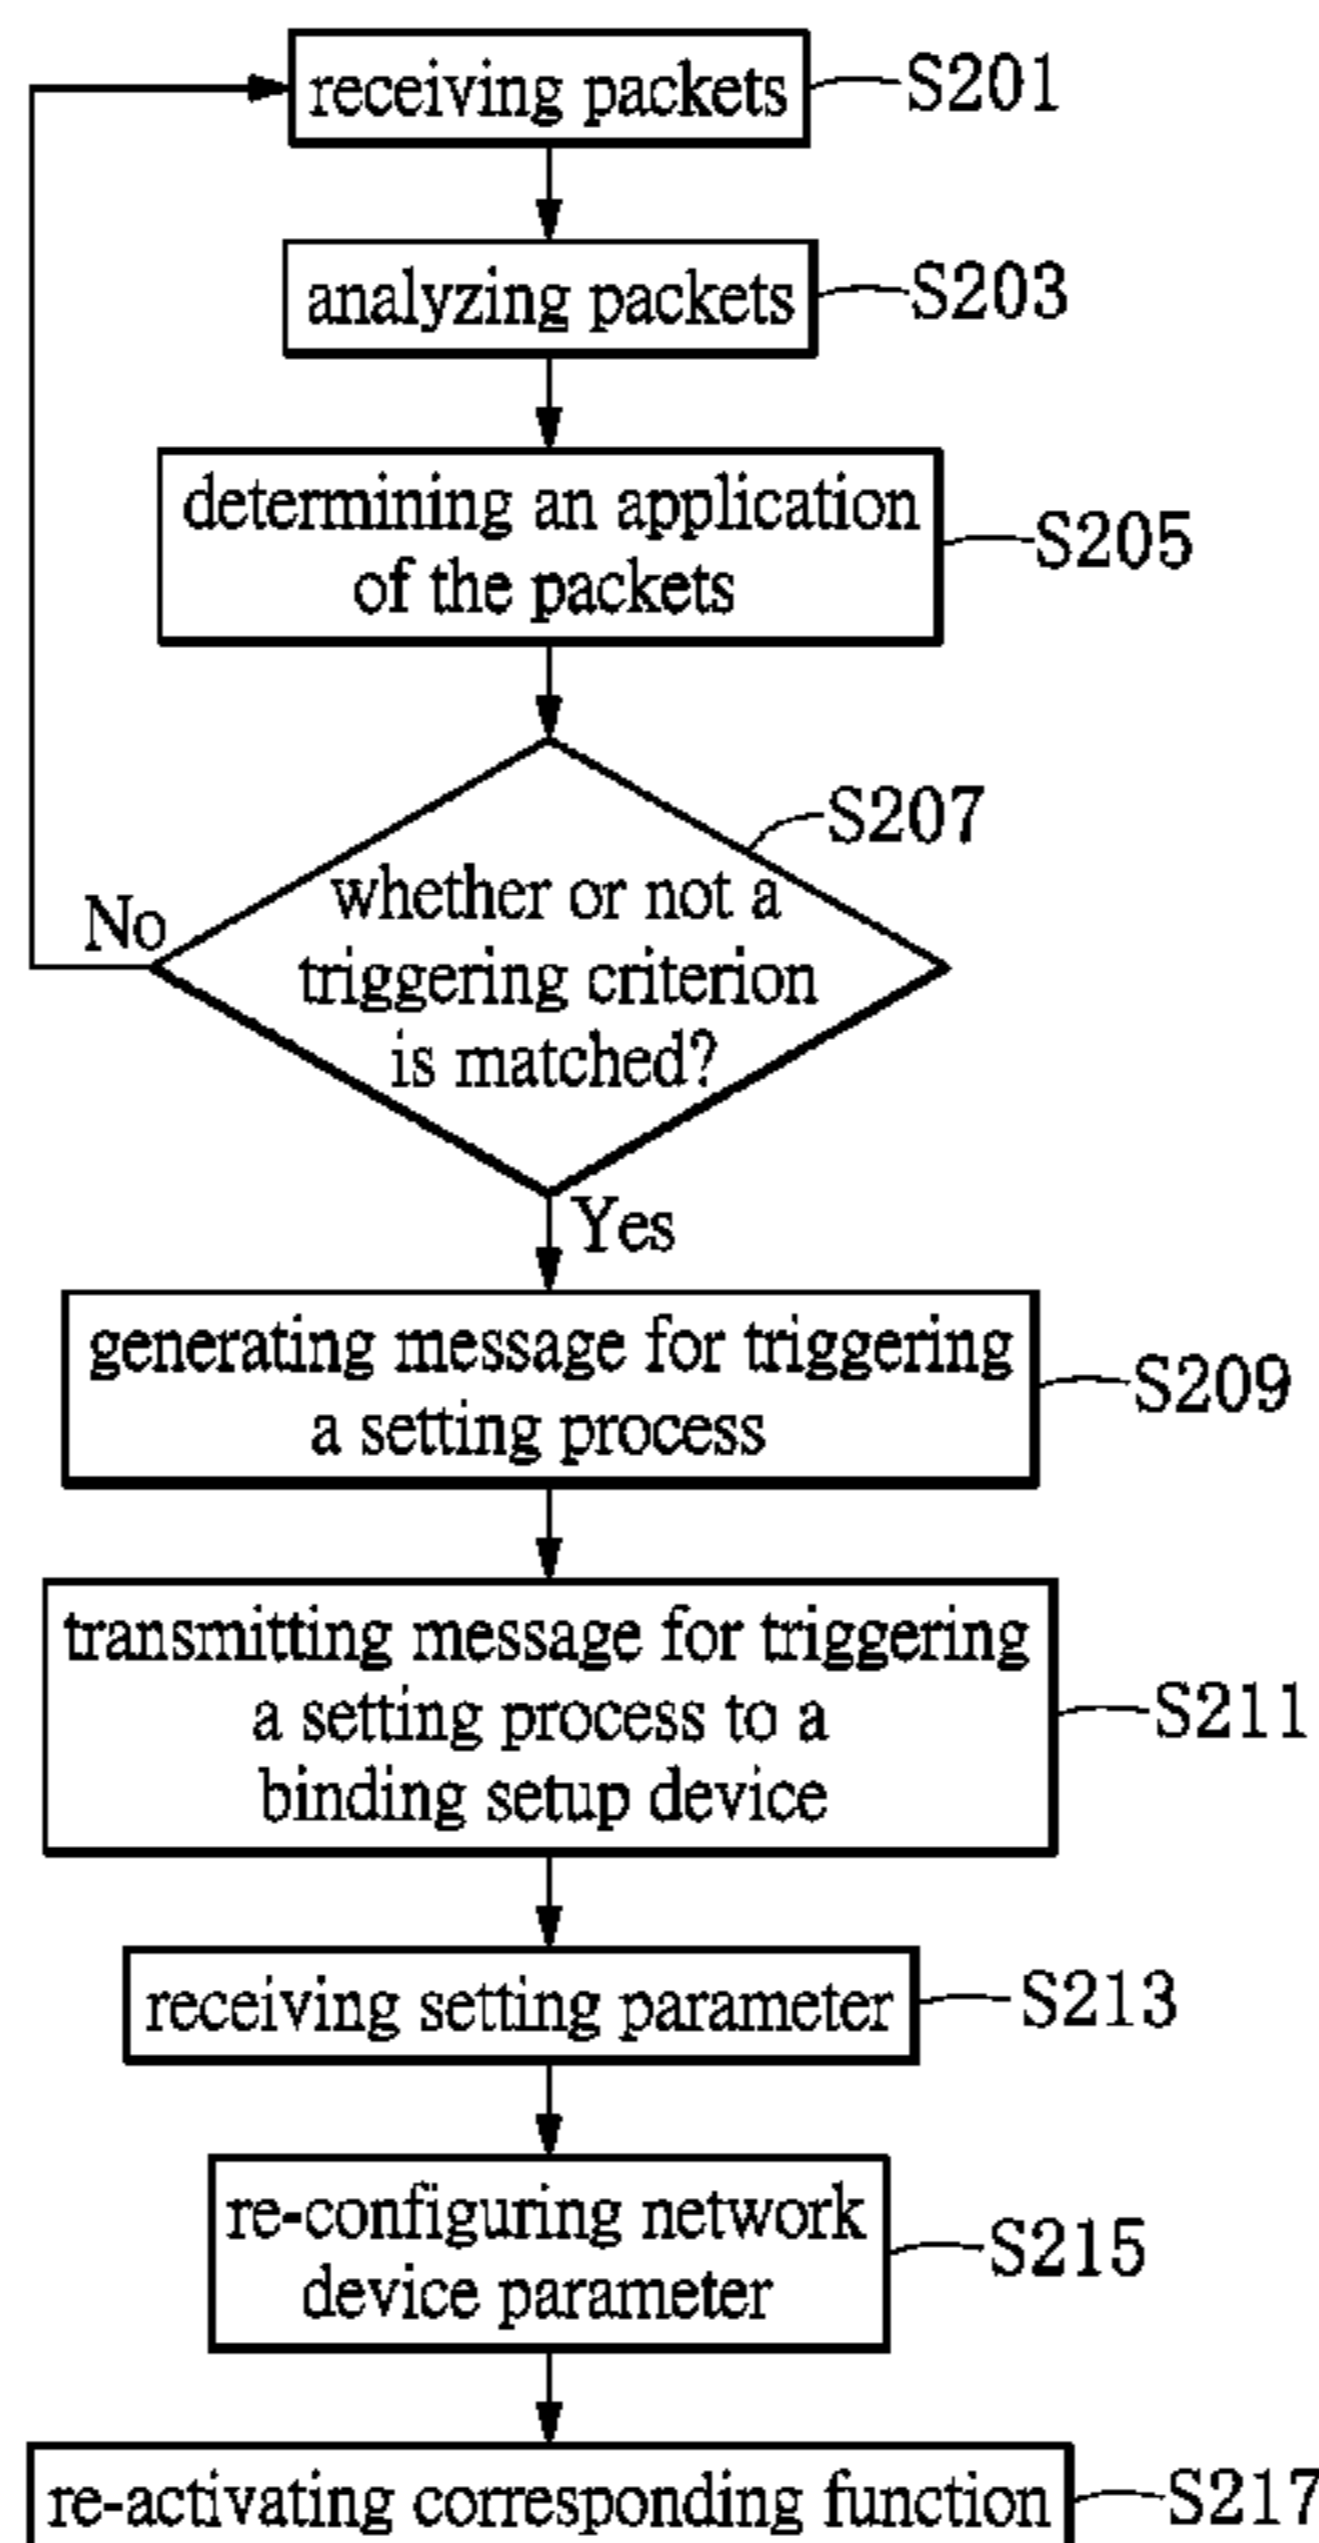 receiving packets
S201
analyzing packets
S203
determining an application
of the packets
S205
S207
whether or not a
triggering criterion
is matched?
No
Yes
generating message for triggering
a setting process
S209
transmitting message for triggering
a setting process to a
binding setup device
S211
receiving setting parameter
S213
re-configuring network
device parameter
S215
re-activating corresponding function
S217